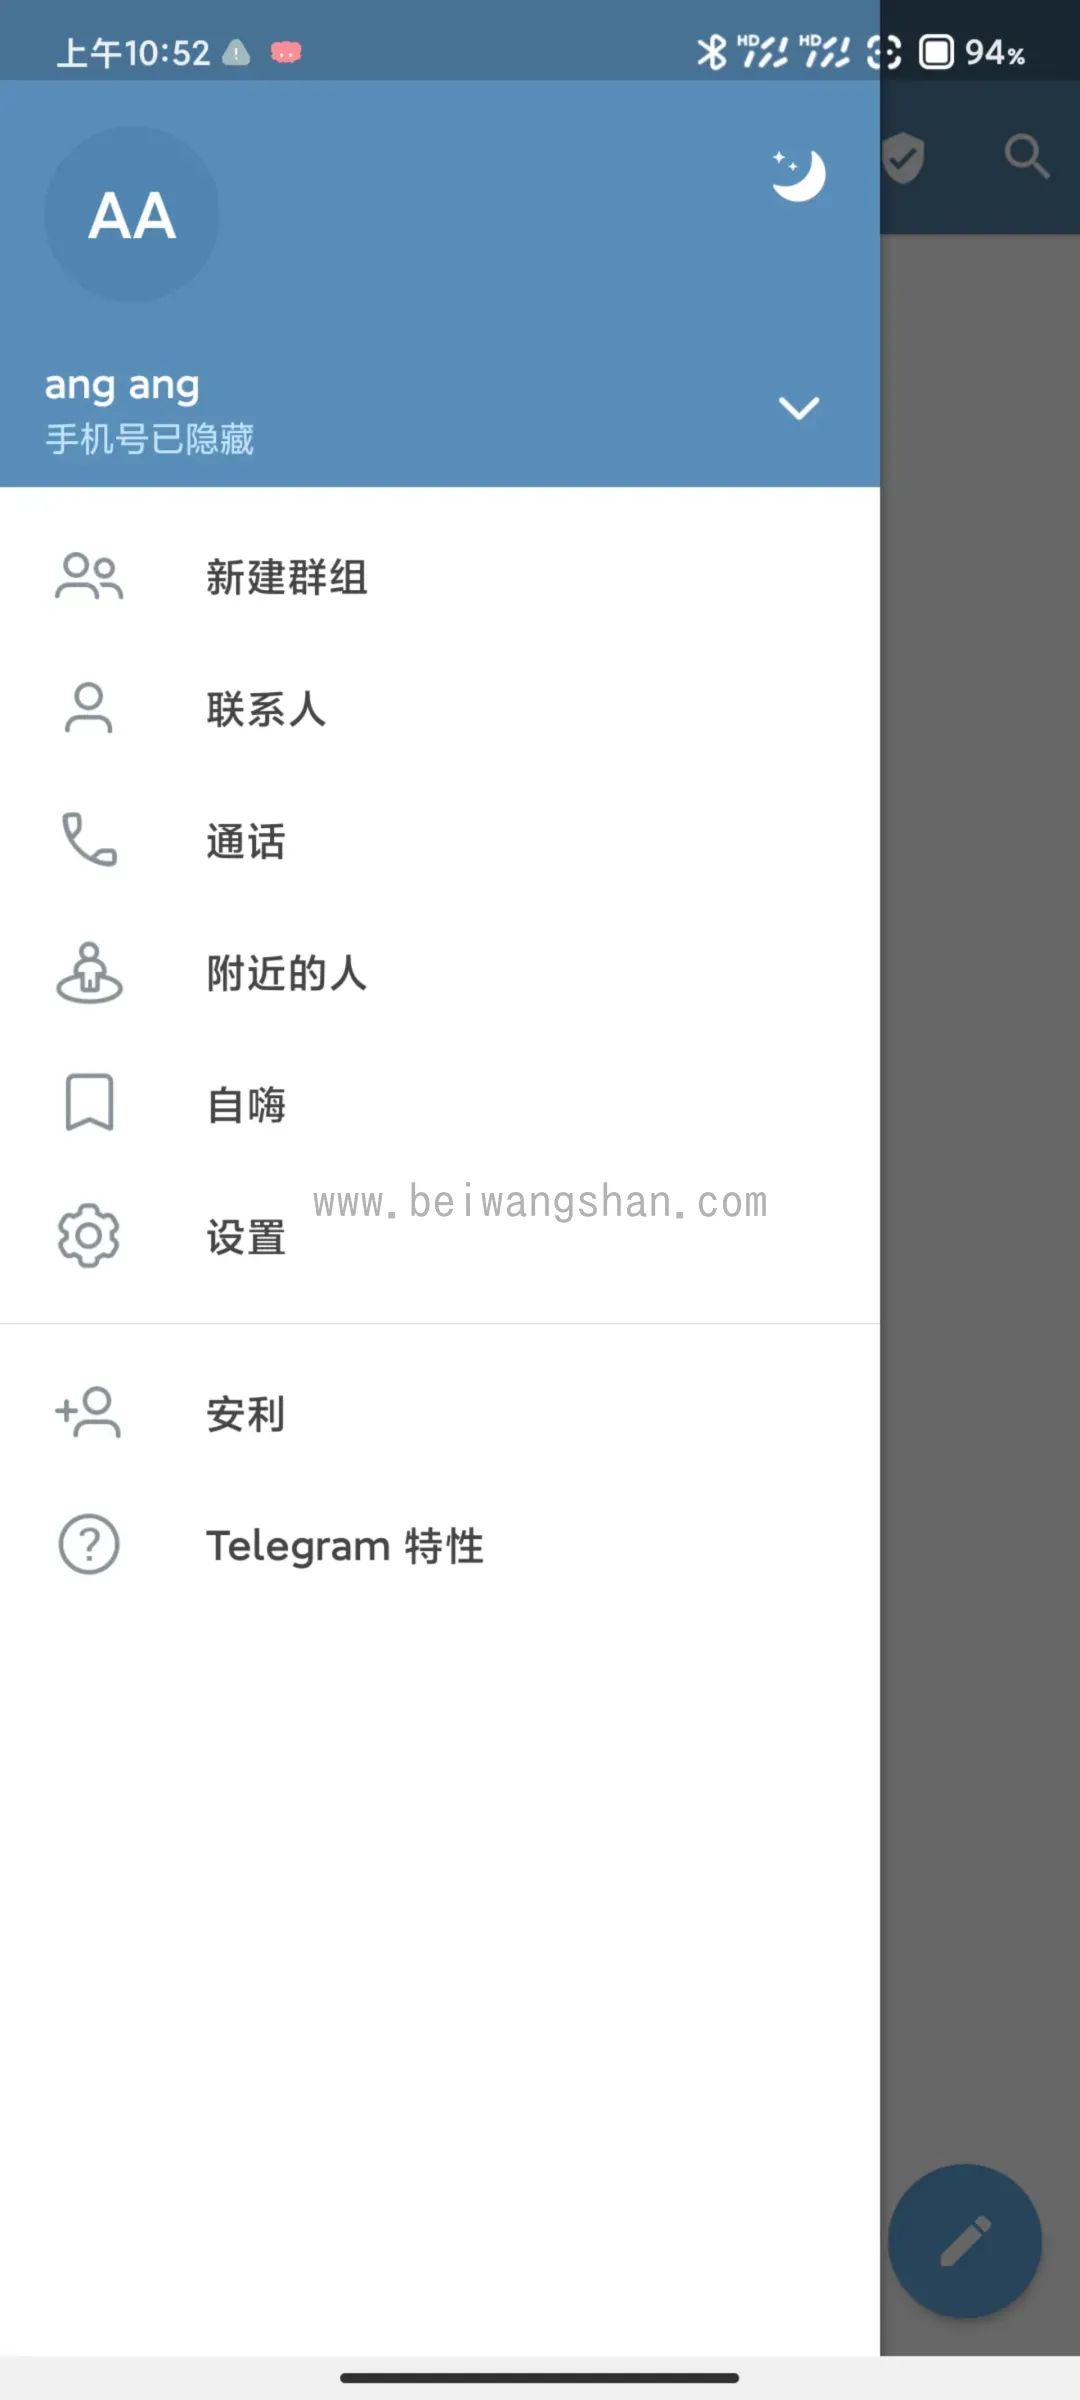 上午10:52
HD HD 94%
AA
ang ang
手机号已隐藏
新建群组
联系人
通话
附近的人
自嗨
www.beiwangshan.com
设置
安利
Telegram 特性